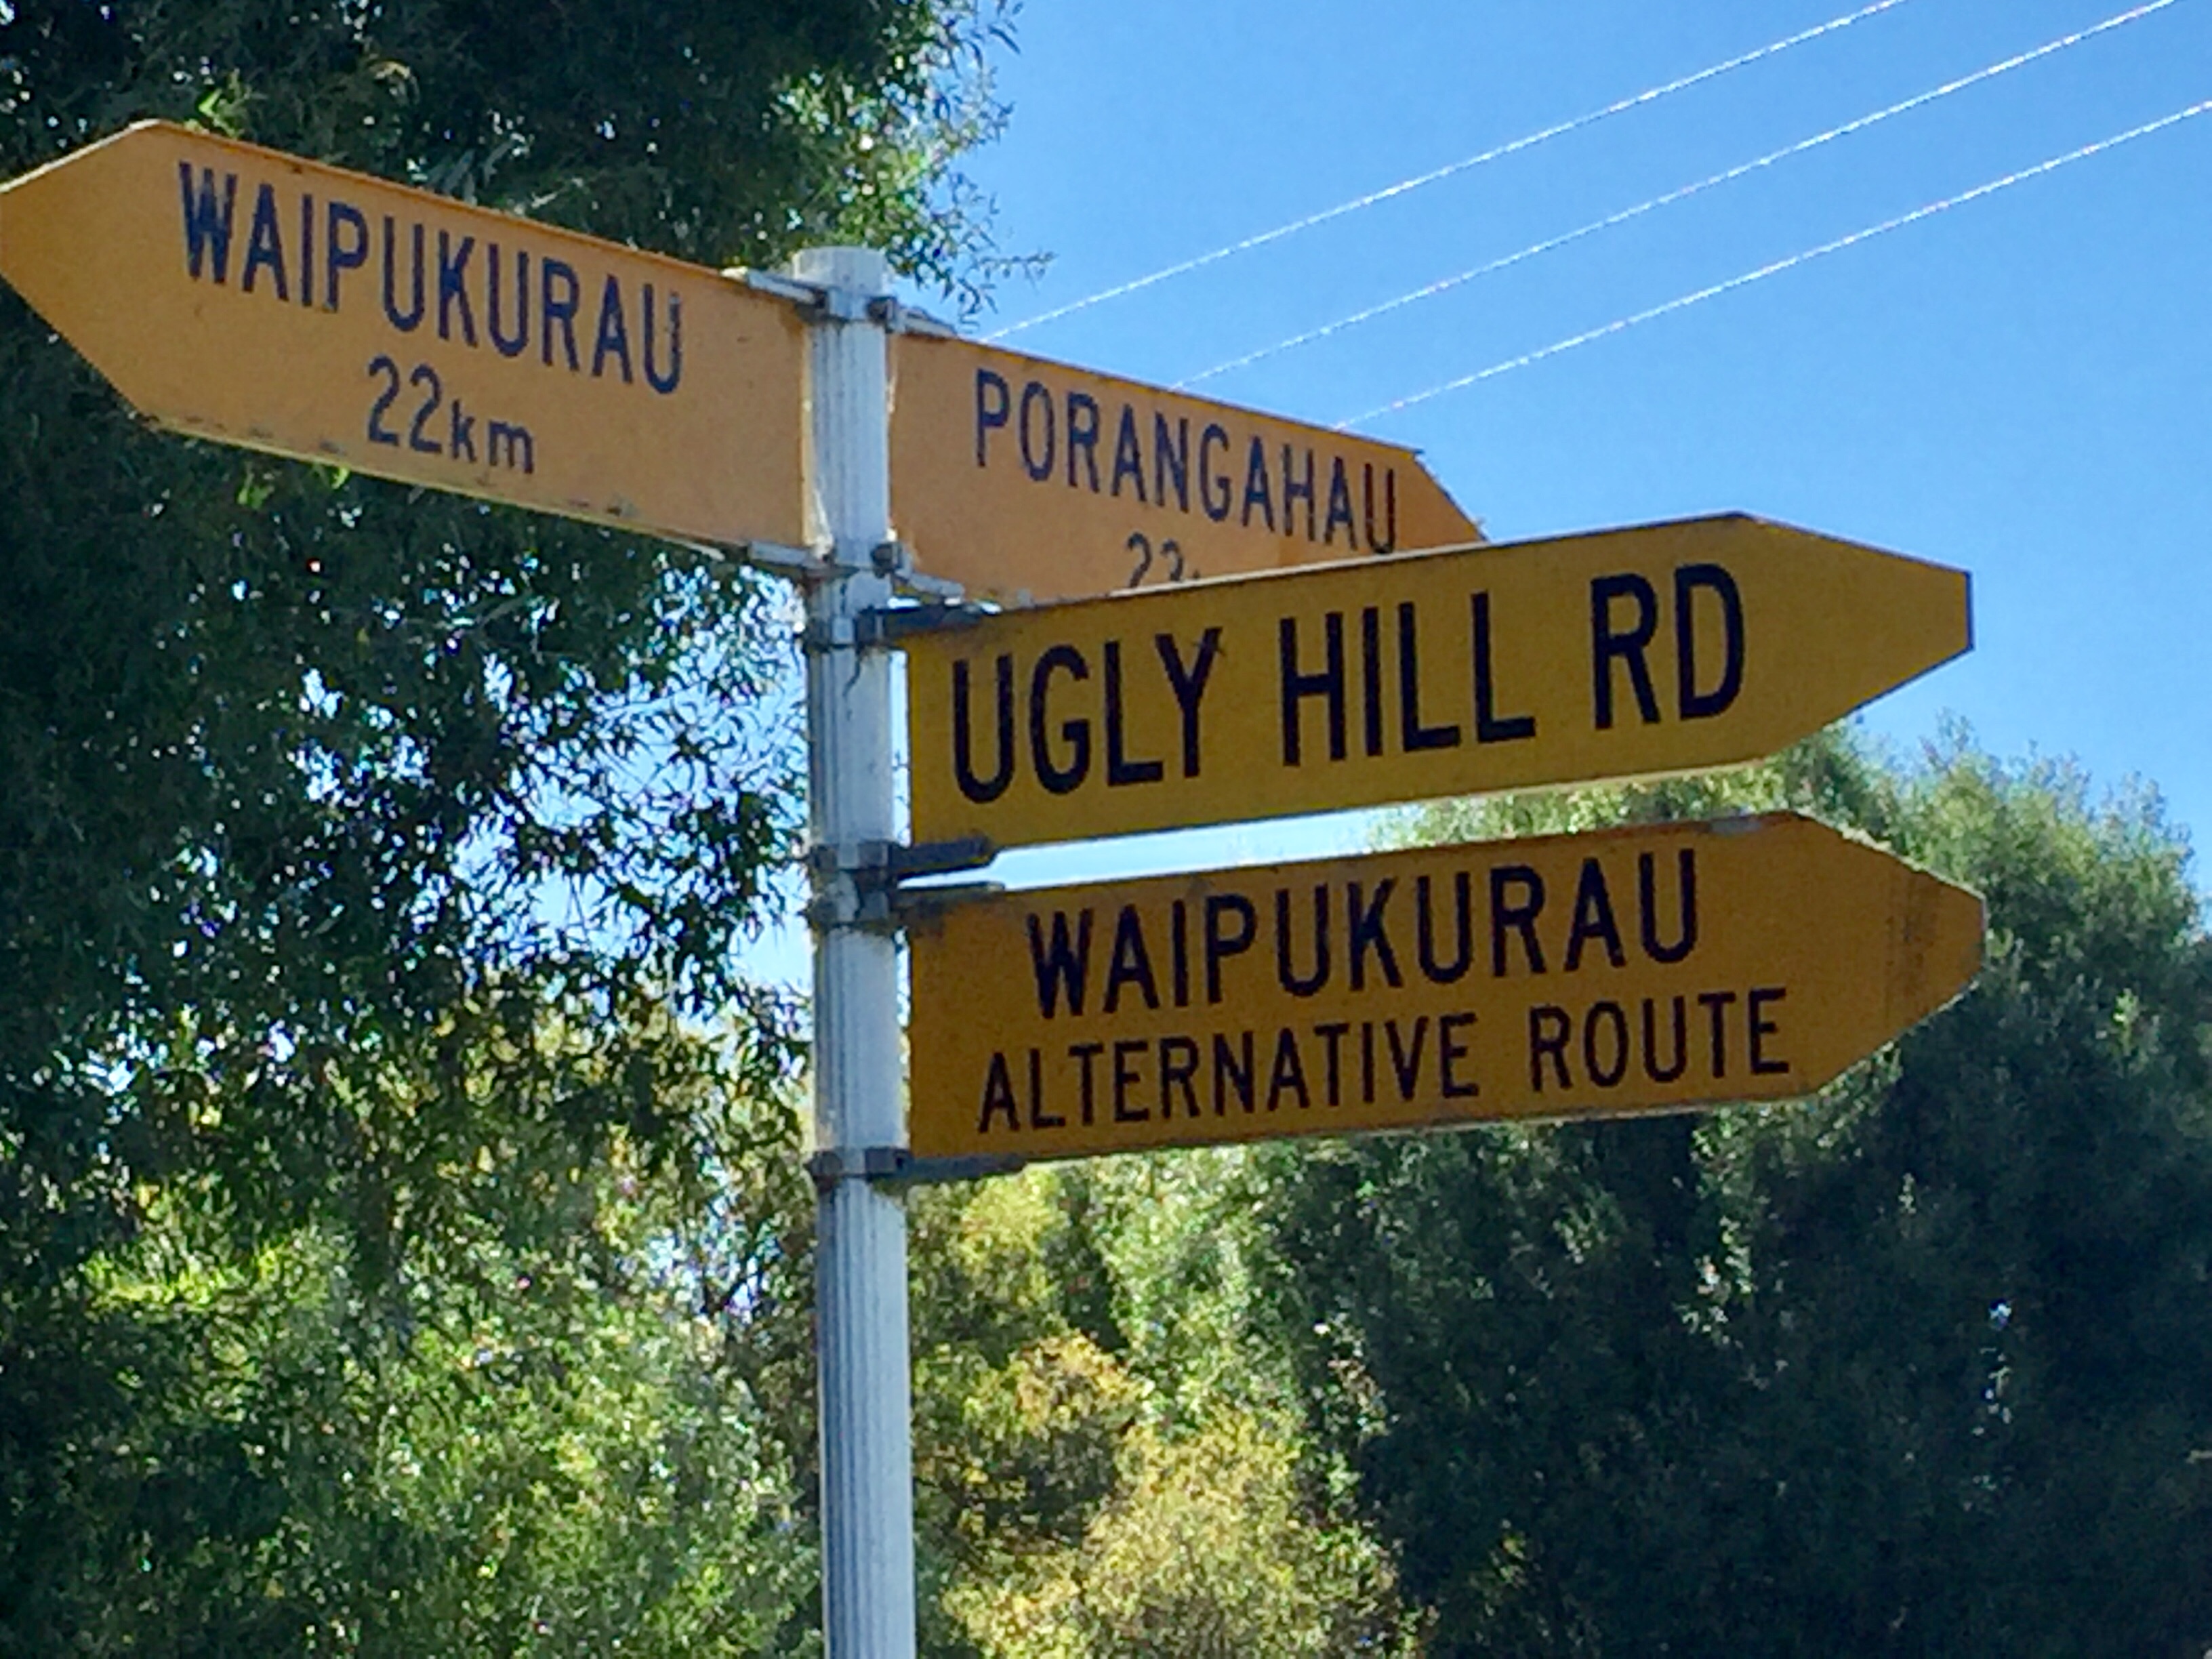 WAIPUKURAU
22km
PORANGAHAU
UGLY HILL RD
WAIPUKURAU
ALTERNATIVE ROUTE